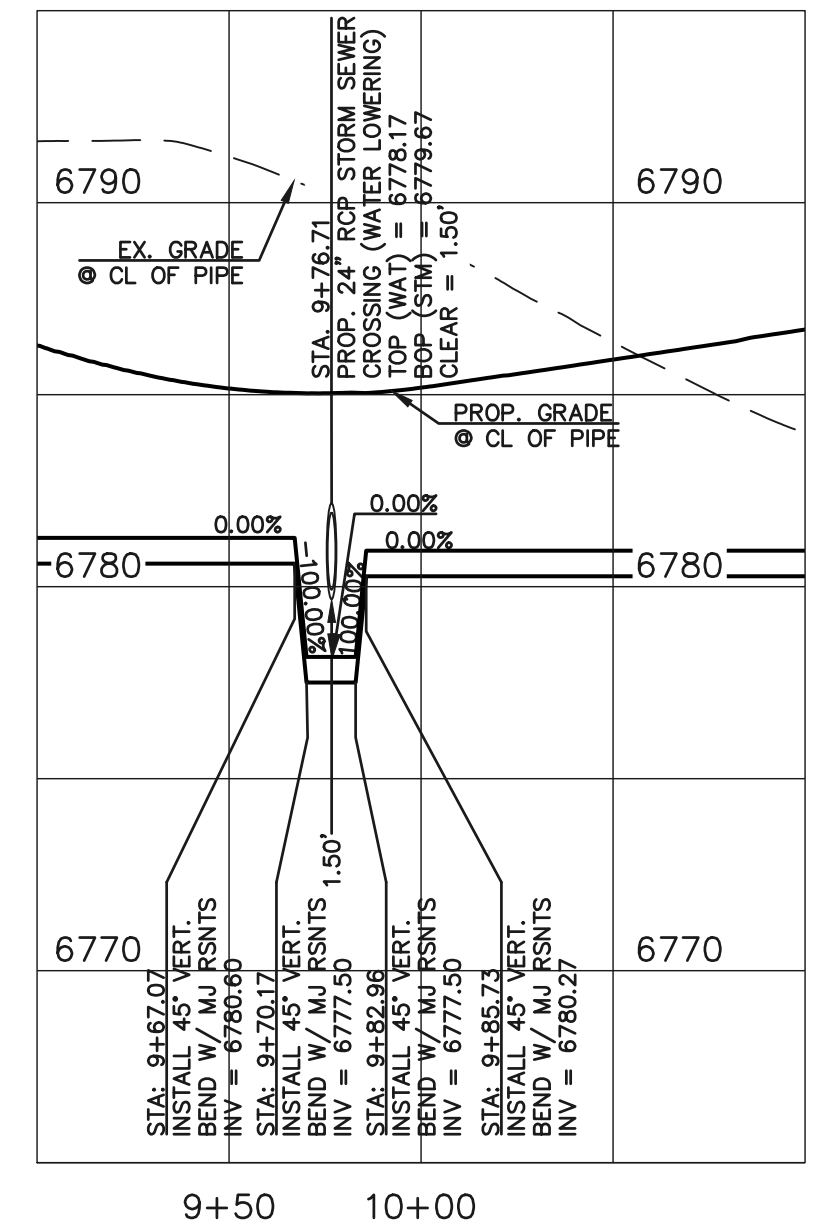 STA. 9+76.71
PROP. 24" RCP STORM SEWER
CROSSING (WATER LOWERING)
TOP (WAT) = 6778.17
BOP (STM) = 6779.67
CLEAR = 1.50'
6790
6790
EX. GRADE
@ CL OF PIPE
PROP. GRADE
@ CL OF PIPE
0.00%
0.00%
0.00%
6780
-100.00%
100.00%
6780
1.50'
6770
6770
STA: 9+67.07
INSTALL 45° VERT.
BEND W/ MJ RSNTS
INV = 6780.60
STA: 9+70.17
INSTALL 45° VERT.
BEND W/ MJ RSNTS
INV = 6777.50
STA: 9+82.96
INSTALL 45° VERT.
BEND W/ MJ RSNTS
INV = 6777.50
STA: 9+85.73
INSTALL 45° VERT.
BEND W/ MJ RSNTS
INV = 6780.27
9+50
10+00